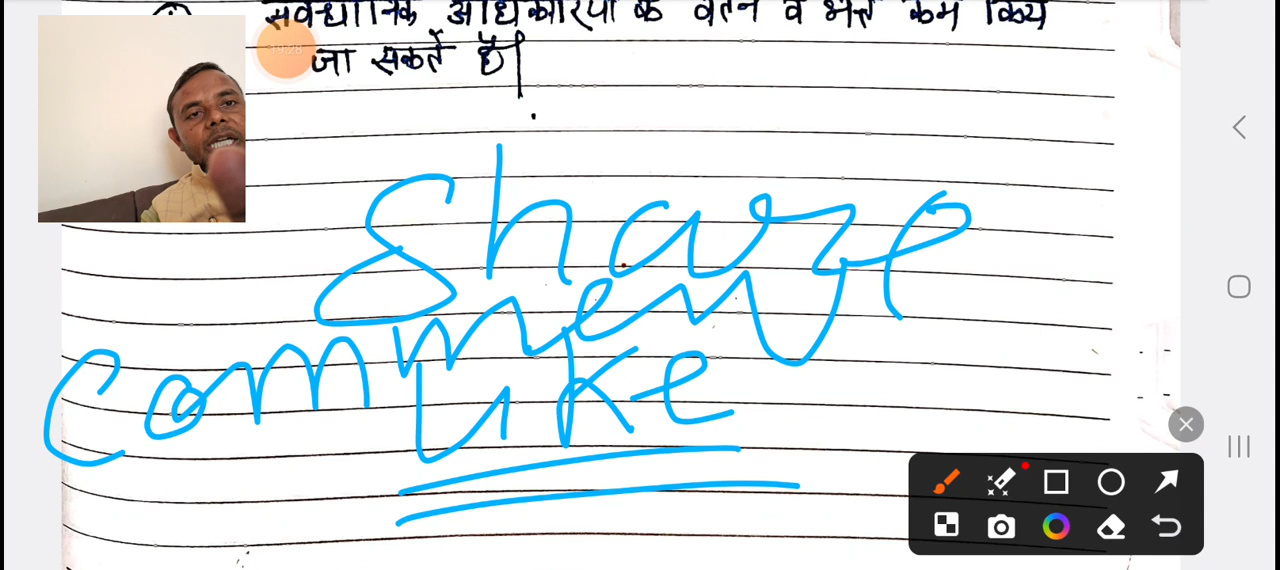 संवैधानिक अधिकारियों के वेतन व भत्ते कम किये
जा सकते है।
Share
Comment
Like